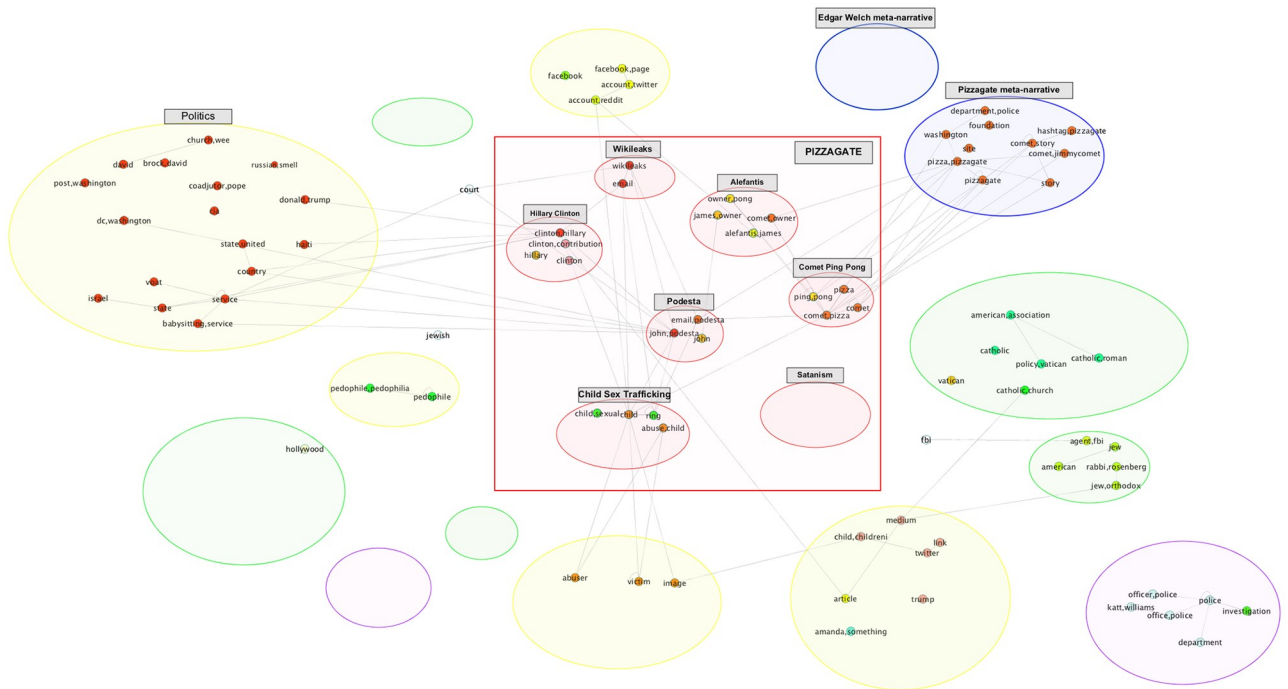 Edgar Welch meta-narrative
Pizzagate meta-narrative
department,police
foundation
washington
hashtag,pizzagate
comet,story
site
comet,jimmycomet
pizza,pizzagate
pizzagate
story
facebook
facebook,page
account,twitter
account,reddit
Politics
church,wee
david
brock,david
russian,smell
post,washington
coadjutor,pope
donald,trump
cia
dc,washington
state,united
haiti
country
voat
israel
state
service
babysitting,service
court
jewish
PIZZAGATE
Wikileaks
wikileaks
email
Alefantis
owner,pong
james,owner
comet,owner
alefantis,james
Hillary Clinton
clinton,hillary
clinton,contribution
hillary
clinton
Comet Ping Pong
pizza
ping,pong
comet
comet,pizza
Podesta
email,podesta
john,podesta
john
Satanism
Child Sex Trafficking
child,sexual
child
ring
abuse,child
american,association
catholic
catholic,roman
policy,vatican
vatican
catholic,church
pedophile,pedophilia
pedophile
hollywood
fbi
agent,fbi
jew
american
rabbi,rosenberg
jew,orthodox
medium
child,childreni
link
twitter
article
trump
amanda,something
abuser
victim
image
officer,police
police
katt,williams
office,police
investigation
department